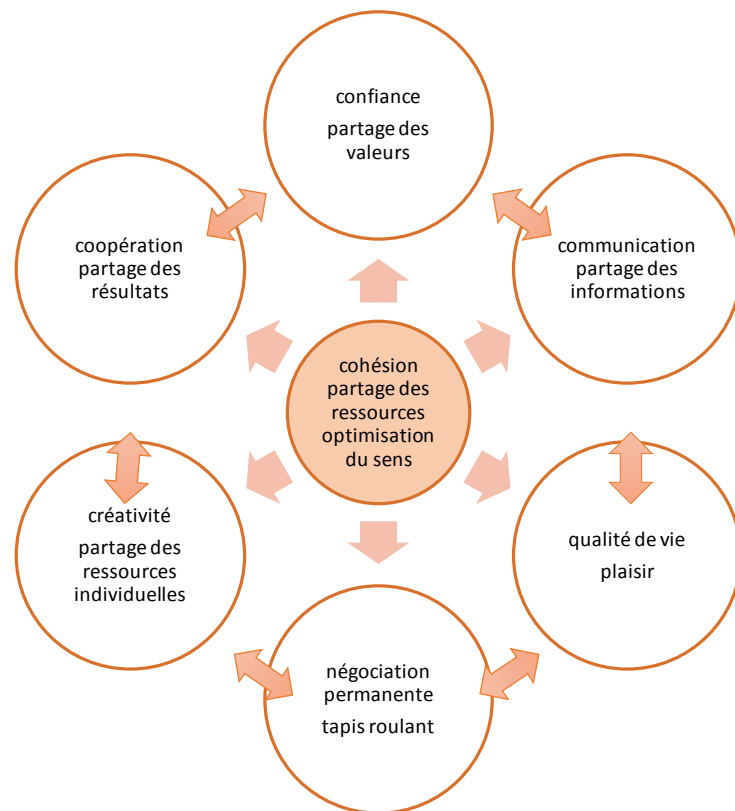 confiance
partage des
valeurs
coopération
partage des
résultats
communication
partage des
informations
cohésion
partage des
ressources
optimisation
du sens
créativité
partage des
ressources
individuelles
qualité de vie
plaisir
négociation
permanente
tapis roulant